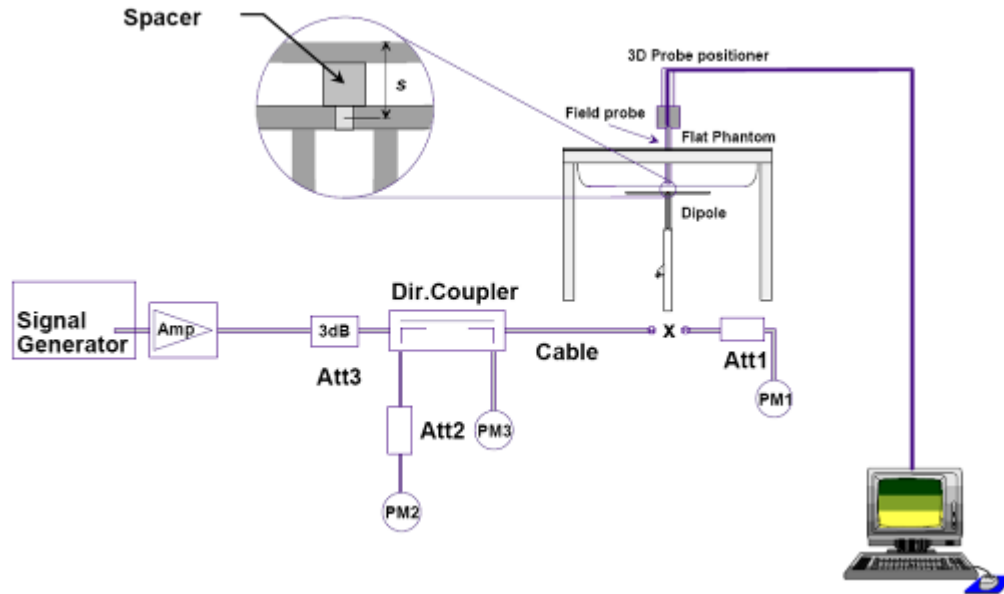 Spacer
s
3D Probe positioner
Field probe
Flat Phantom
Dipole
Signal
Generator
Amp
3dB
Att3
Dir.Coupler
Cable
x
Att1
PM1
Att2
PM3
PM2